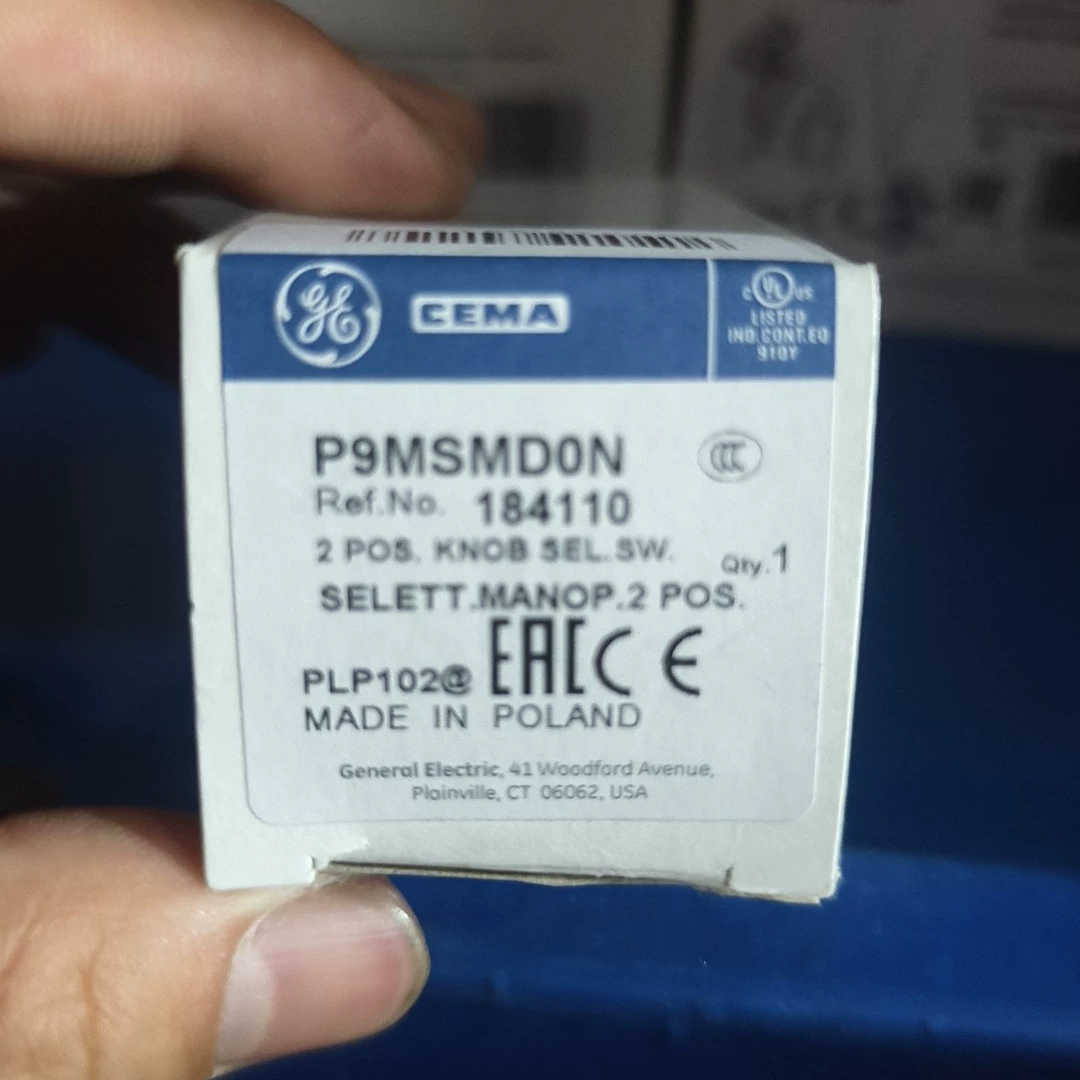 GE CEMA
c UL us
LISTED
IND.CONT.EQ
910Y
P9MSMD0N
CCC
Ref.No. 184110
2 POS. KNOB SEL.SW.
Qty.1
SELETT.MANOP.2 POS.
PLP102@ EAC CE
MADE IN POLAND
General Electric, 41 Woodford Avenue,
Plainville, CT 06062, USA